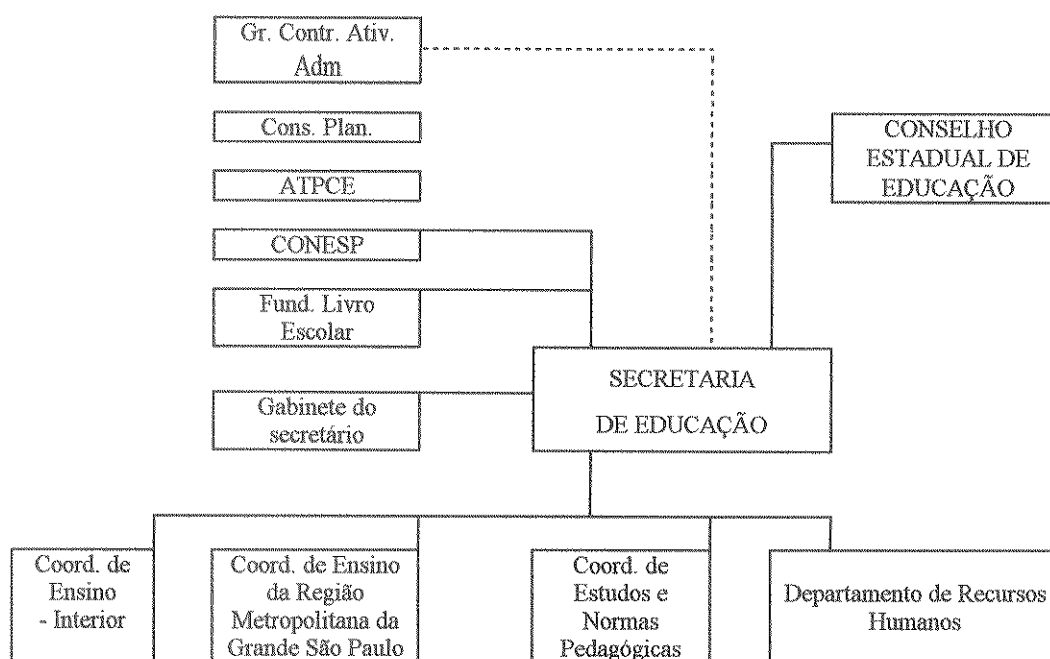 Gr. Contr. Ativ.
Adm
Cons. Plan.
ATPCE
CONESP
Fund. Livro
Escolar
Gabinete do
secretário
CONSELHO
ESTADUAL DE
EDUCAÇÃO
SECRETARIA
DE EDUCAÇÃO
Coord. de
Ensino
- Interior
Coord. de Ensino
da Região
Metropolitana da
Grande São Paulo
Coord. de
Estudos e
Normas
Pedagógicas
Departamento de Recursos
Humanos